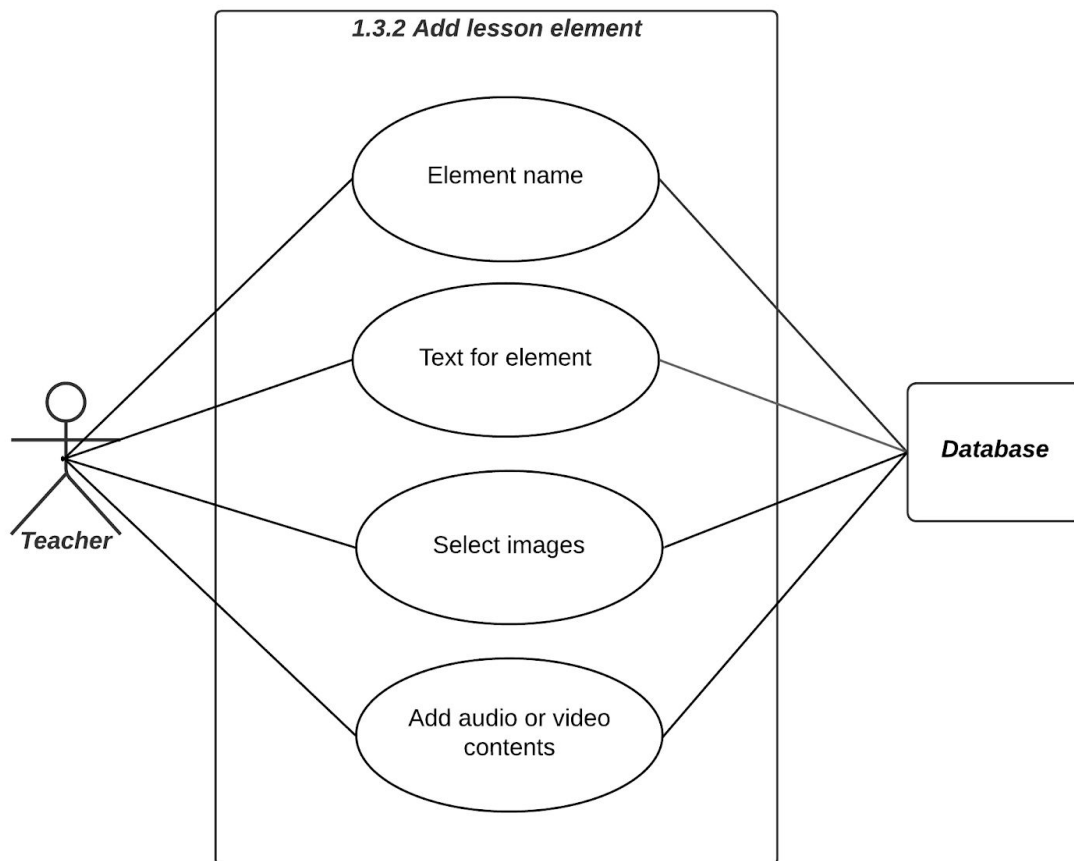 1.3.2 Add lesson element
Element name
Text for element
Select images
Add audio or video
contents
Teacher
Database